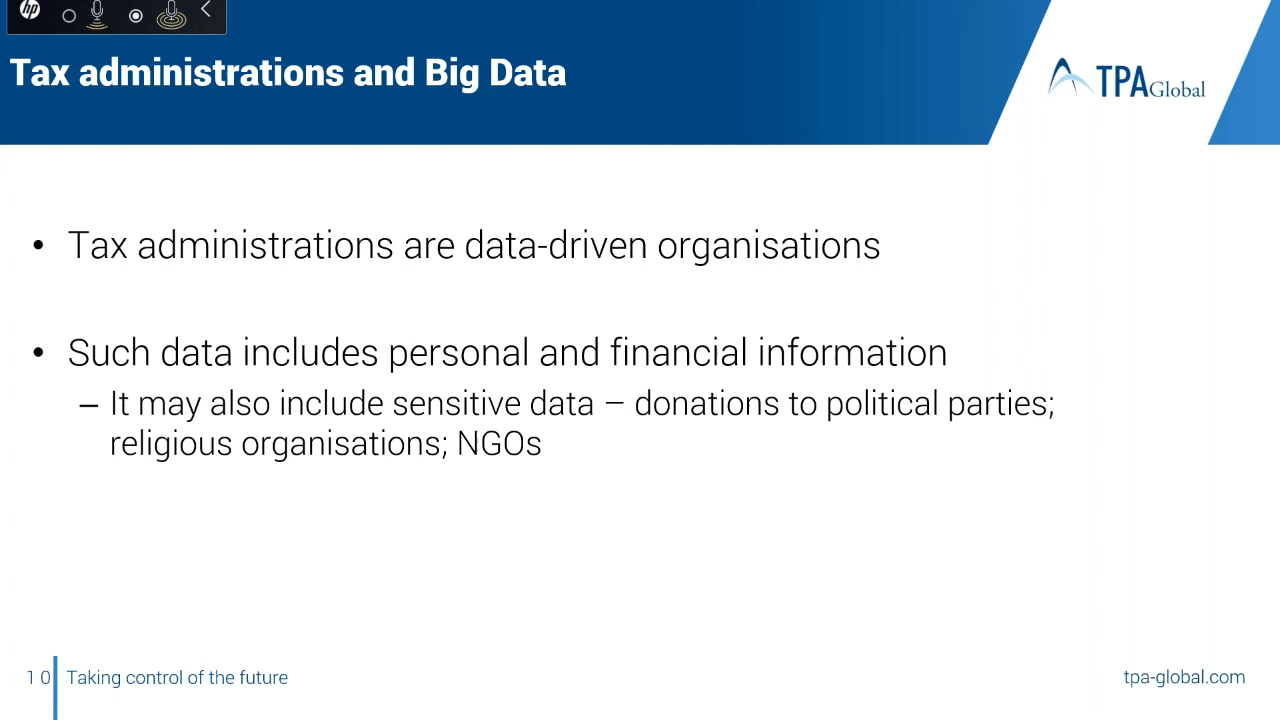 hp
Tax administrations and Big Data
TPA Global
• Tax administrations are data-driven organisations
• Such data includes personal and financial information
– It may also include sensitive data – donations to political parties;
religious organisations; NGOs
10 Taking control of the future
tpa-global.com